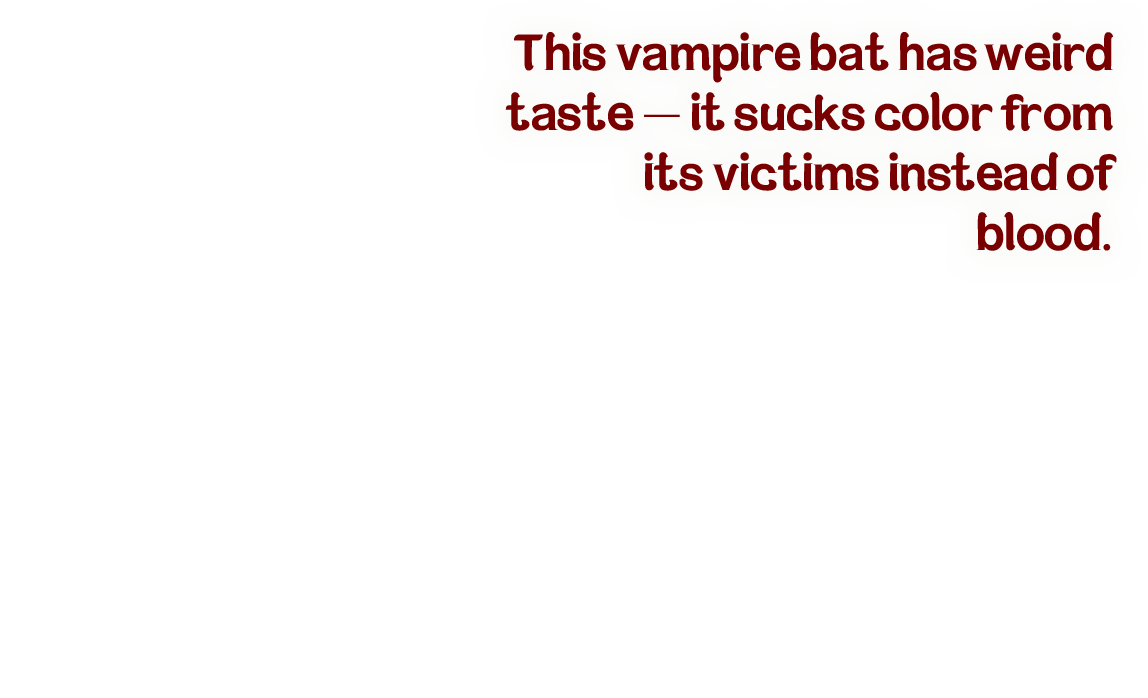 This vampire bat has weird
taste — it sucks color from
its victims instead of
blood.